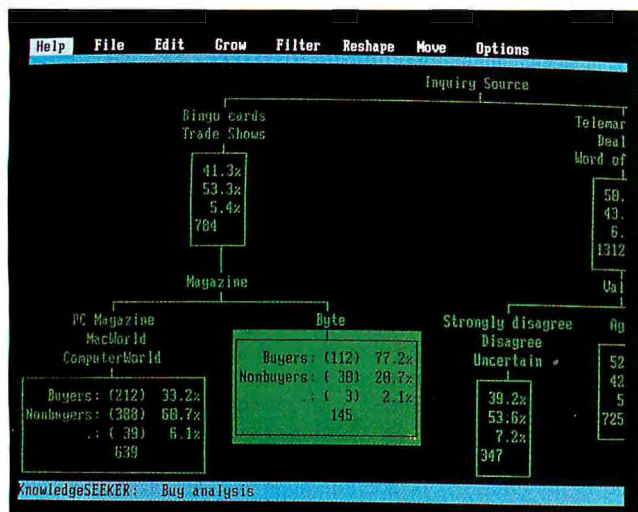 Help File Edit Grow Filter Reshape Move Options
Inquiry Source
Bingo cards
Trade Shows
41.3%
53.3%
5.4%
784
Telemar
Deal
Word of
50.
43.
6.
1312
Magazine
Val
PC Magazine
MacWorld
ComputerWorld
Buyers: (212) 33.2%
Nonbuyers: (388) 60.7%
.: ( 39) 6.1%
639
Byte
Buyers: (112) 77.2%
Nonbuyers: ( 30) 20.7%
.: ( 3) 2.1%
145
Strongly disagree
Disagree
Uncertain
39.2%
53.6%
7.2%
347
Ag
52
42
5
725
KnowledgeSEEKER: Buy analysis